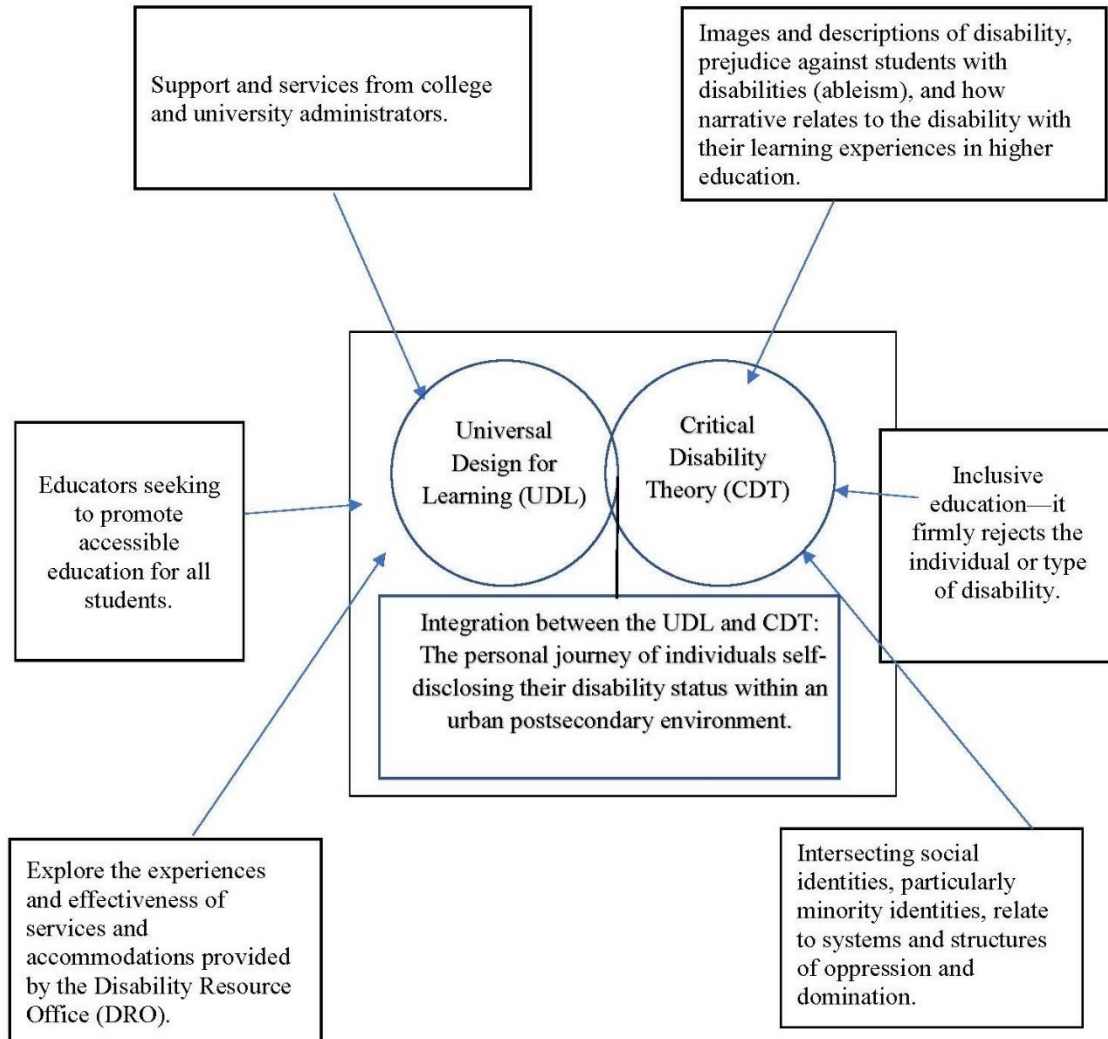 Support and services from college
and university administrators.
Images and descriptions of disability,
prejudice against students with
disabilities (ableism), and how
narrative relates to the disability with
their learning experiences in higher
education.
Universal
Design for
Learning (UDL)
Critical
Disability
Theory (CDT)
Educators seeking
to promote
accessible
education for all
students.
Inclusive
education—it
firmly rejects the
individual or type
of disability.
Integration between the UDL and CDT:
The personal journey of individuals self-
disclosing their disability status within an
urban postsecondary environment.
Explore the experiences
and effectiveness of
services and
accommodations provided
by the Disability Resource
Office (DRO).
Intersecting social
identities, particularly
minority identities, relate
to systems and structures
of oppression and
domination.